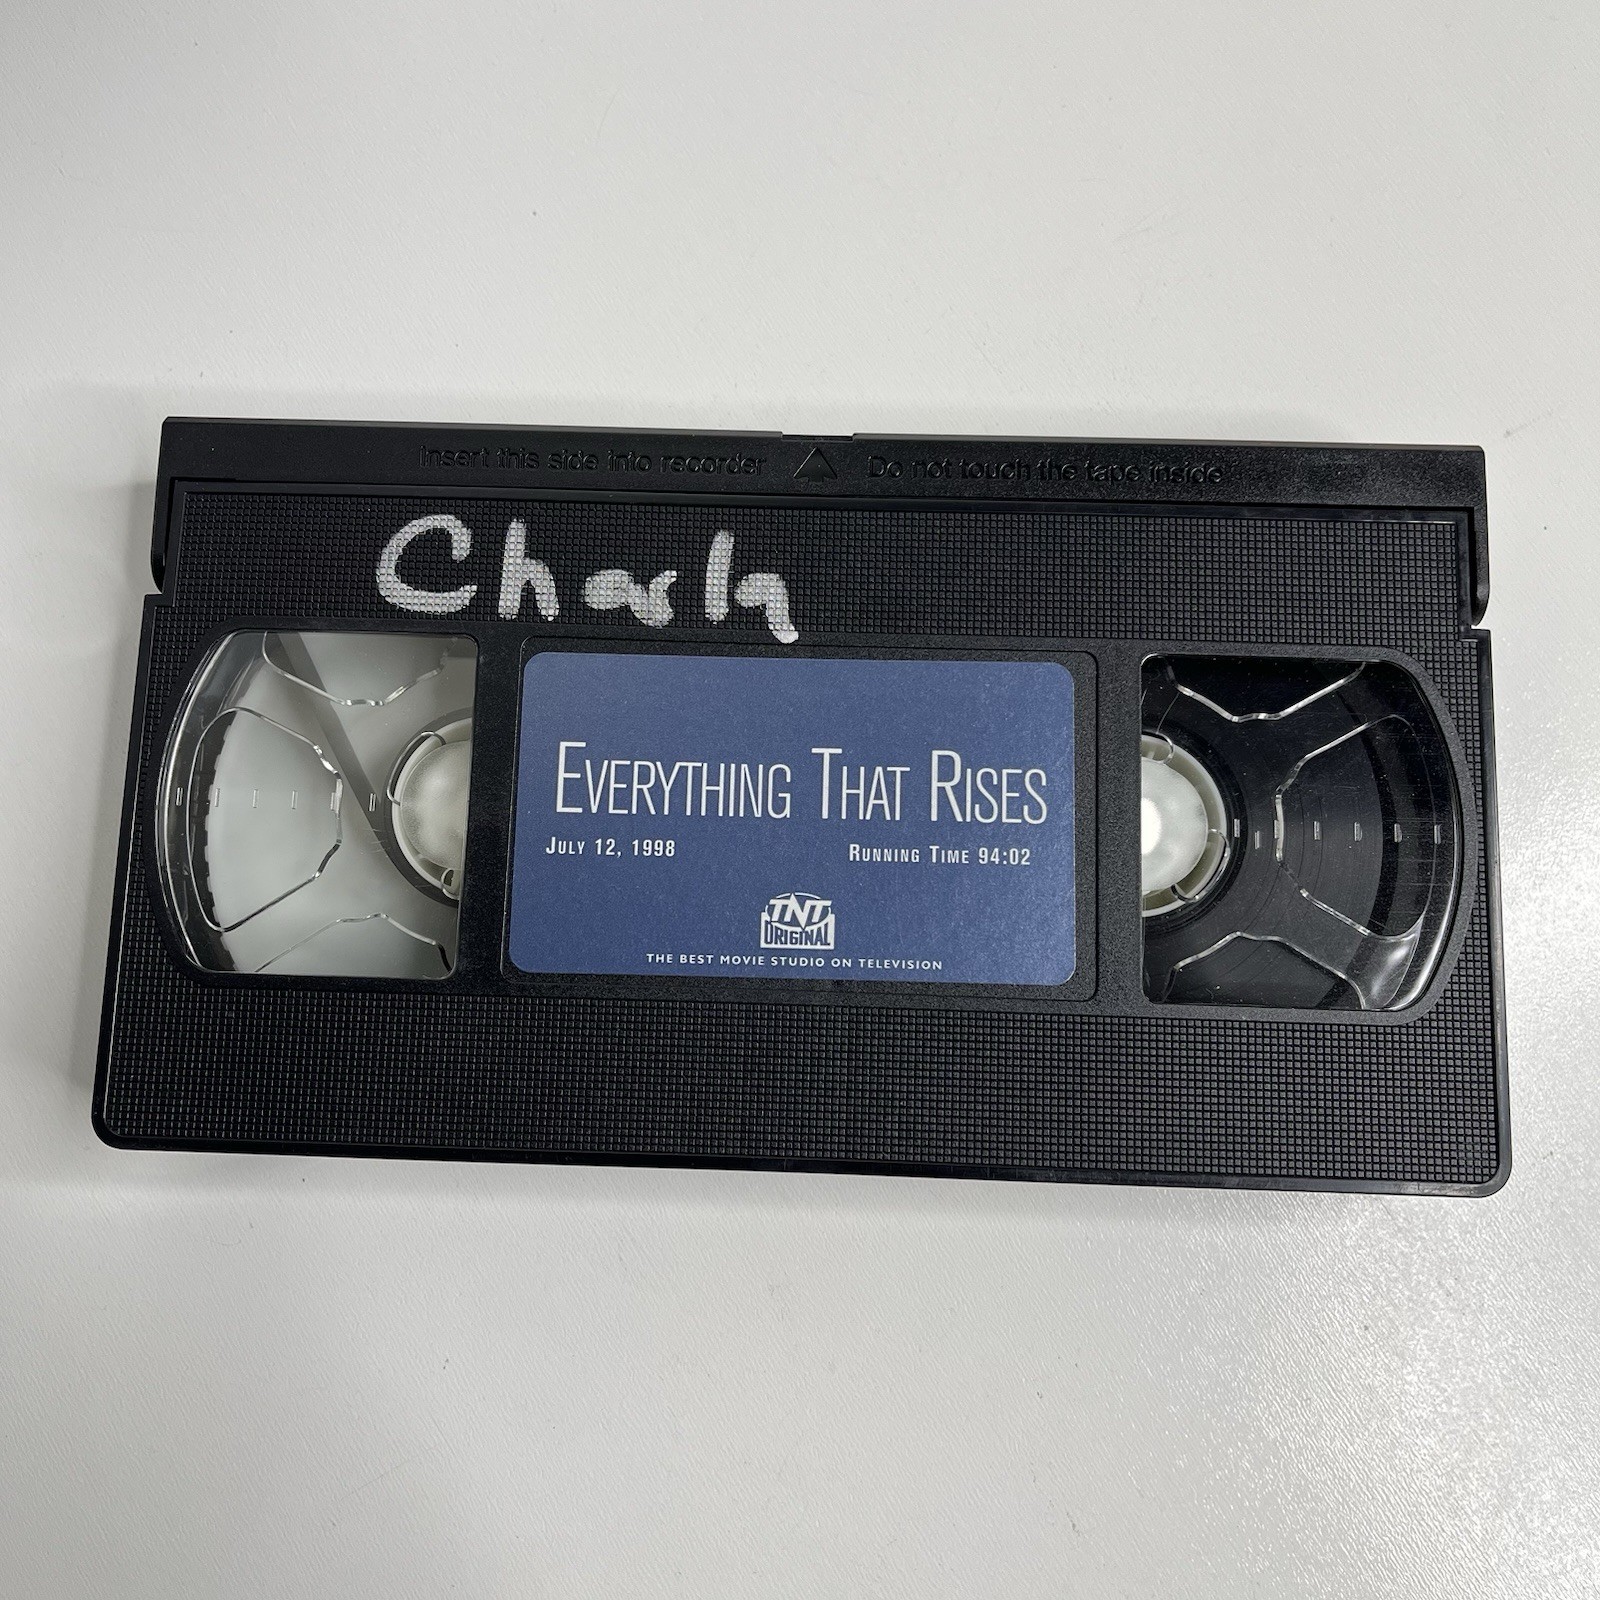 Insert this side into recorder Do not touch the tape inside
Charla
EVERYTHING THAT RISES
JULY 12, 1998 RUNNING TIME 94:02
TNT
ORIGINAL
THE BEST MOVIE STUDIO ON TELEVISION